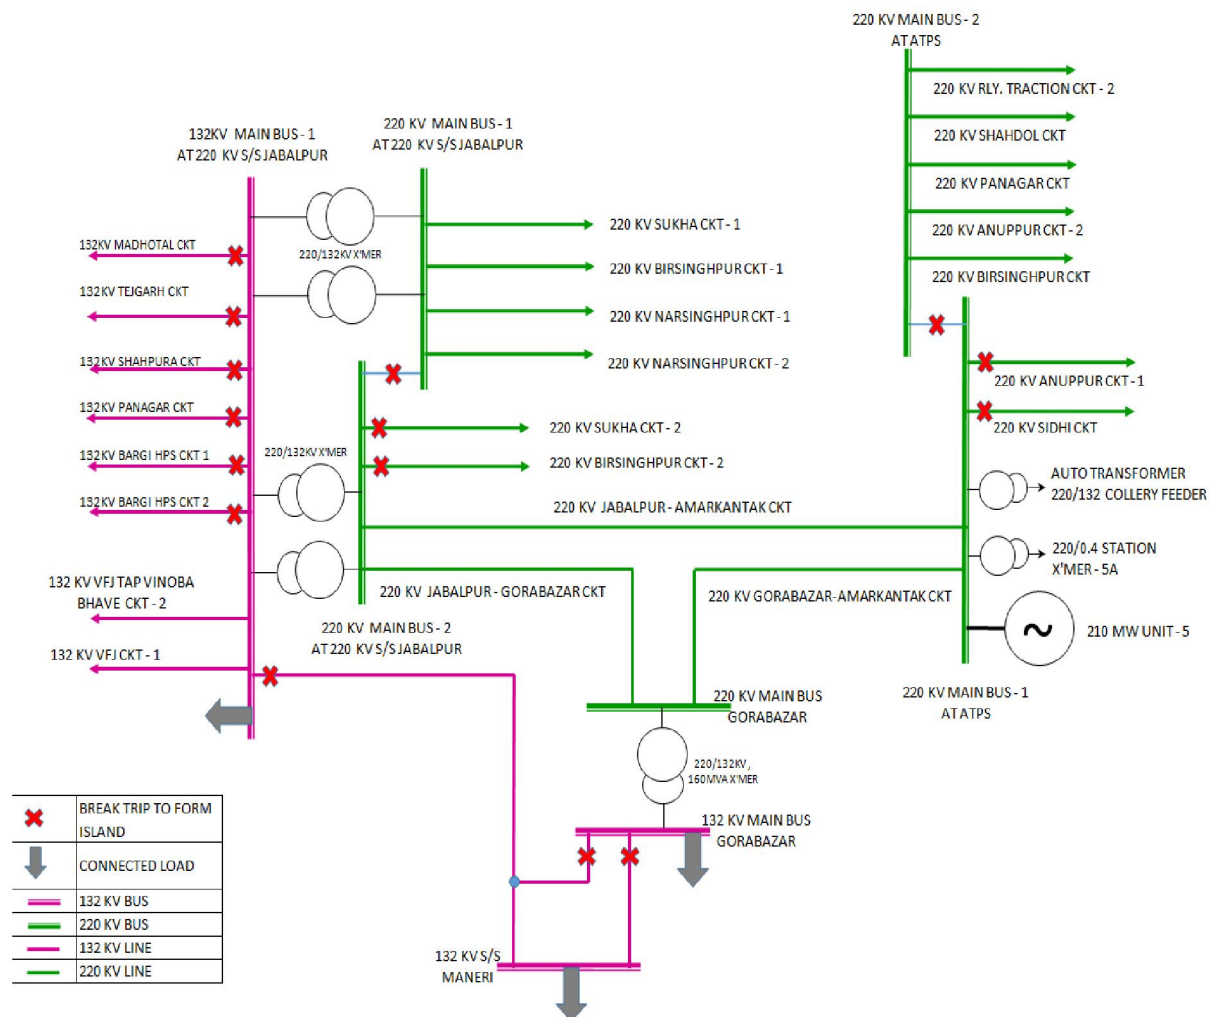 220 KV MAIN BUS - 2
AT ATPS
220 KV RLY. TRACTION CKT - 2
220 KV SHAHDOL CKT
220 KV PANAGAR CKT
220 KV ANUPPUR CKT - 2
220 KV BIRSINGHPUR CKT
132KV MAIN BUS - 1
AT 220 KV S/S JABALPUR
220 KV MAIN BUS - 1
AT 220 KV S/S JABALPUR
220/132KV X'MER
220 KV SUKHA CKT - 1
220 KV BIRSINGHPUR CKT - 1
220 KV NARSINGHPUR CKT - 1
220 KV NARSINGHPUR CKT - 2
132KV MADHOTAL CKT
132KV TEJGARH CKT
132KV SHAHPURA CKT
132KV PANAGAR CKT
132KV BARGI HPS CKT 1
132KV BARGI HPS CKT 2
132 KV VFJ TAP VINOBA
BHAVE CKT - 2
132 KV VFJ CKT - 1
220/132KV X'MER
220 KV SUKHA CKT - 2
220 KV BIRSINGHPUR CKT - 2
220 KV JABALPUR - AMARKANTAK CKT
220 KV JABALPUR - GORABAZAR CKT
220 KV GORABAZAR-AMARKANTAK CKT
220 KV MAIN BUS - 2
AT 220 KV S/S JABALPUR
220 KV ANUPPUR CKT - 1
220 KV SIDHI CKT
AUTO TRANSFORMER
220/132 COLLERY FEEDER
220/0.4 STATION
X'MER - 5A
~
210 MW UNIT - 5
220 KV MAIN BUS - 1
AT ATPS
220 KV MAIN BUS
GORABAZAR
220/132KV ,
160MVA X'MER
132 KV MAIN BUS
GORABAZAR
132 KV S/S
MANERI
BREAK TRIP TO FORM
ISLAND
CONNECTED LOAD
132 KV BUS
220 KV BUS
132 KV LINE
220 KV LINE